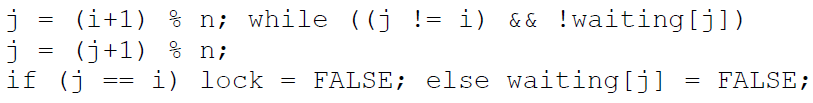 j = (i+1) % n; while ((j != i) && !waiting[j])
j = (j+1) % n;
if (j == i) lock = FALSE; else waiting[j] = FALSE;